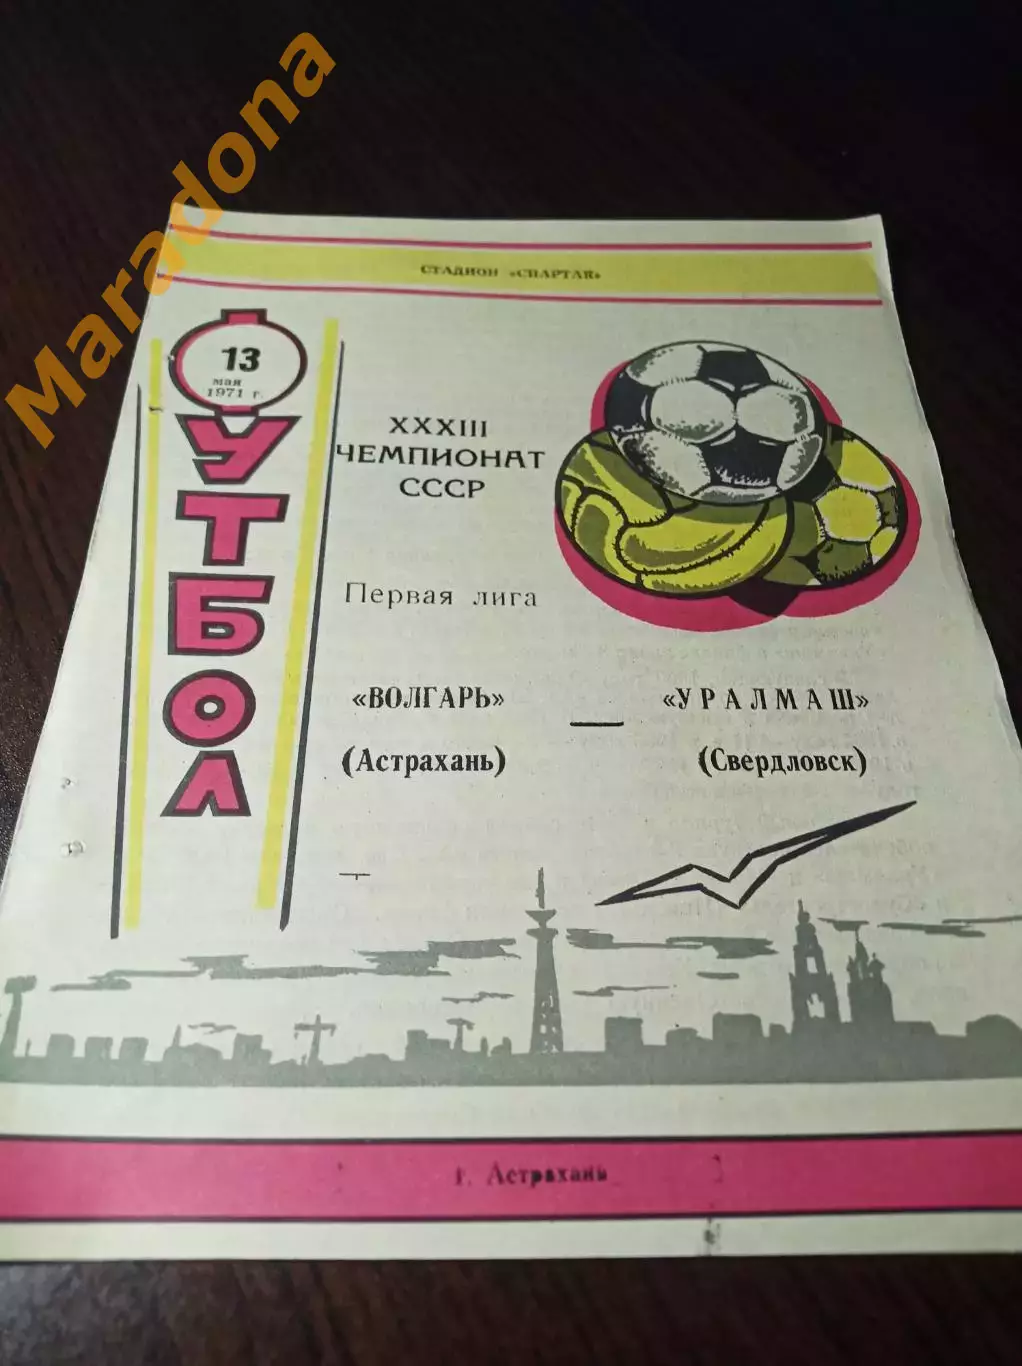 Maradona
СТАДИОН «СПАРТАК»
13
мая
1971 г.
ФУТБОЛ
XXXIII
ЧЕМПИОНАТ
СССР
Первая лига
«ВОЛГАРЬ» — «УРАЛМАШ»
(Астрахань) (Свердловск)
г. Астрахань